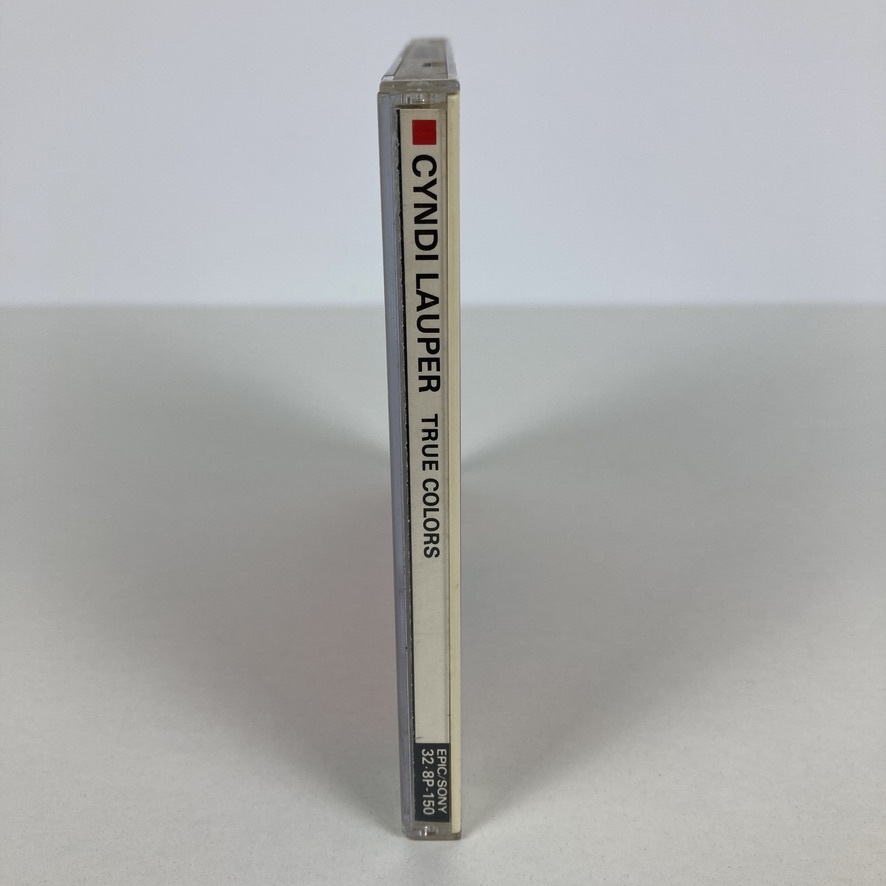 CYNDI LAUPER TRUE COLORS
EPIC/SONY
32·8P-150